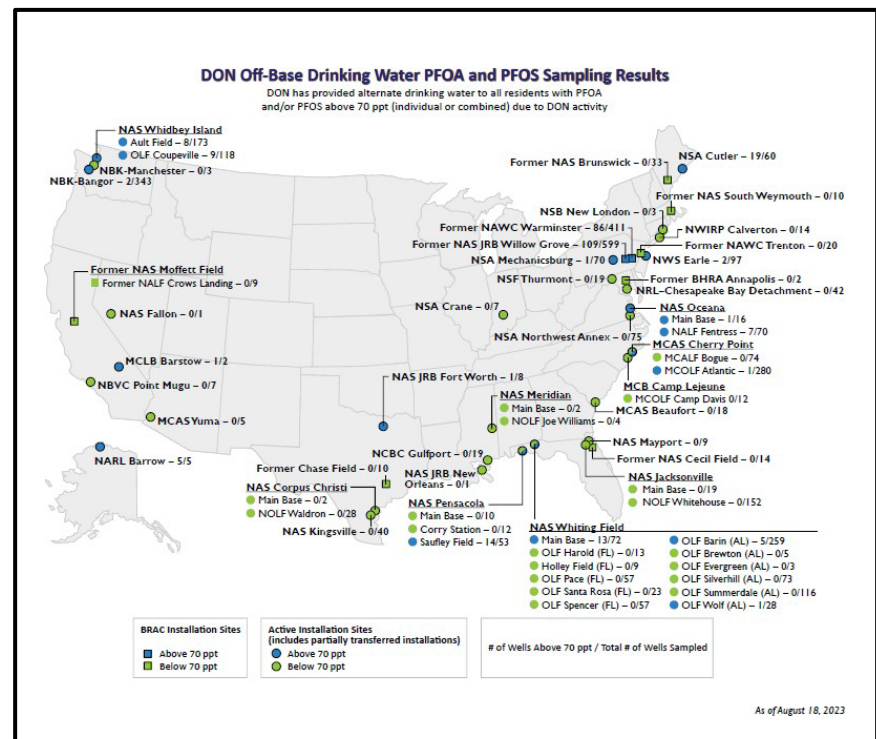 DON Off-Base Drinking Water PFOA and PFOS Sampling Results
DON has provided alternate drinking water to all residents with PFOA
and/or PFOS above 70 ppt (individual or combined) due to DON activity
NAS Whidbey Island
Ault Field – 8/173
OLF Coupeville – 9/118
NBK-Manchester – 0/3
NBK-Bangor – 2/343
Former NAS Brunswick – 0/33
NSA Cutler – 19/60
Former NAS South Weymouth – 0/10
NSB New London – 0/3
NWIRP Calverton – 0/14
Former NAWC Warminster – 86/411
Former NAWC Trenton – 0/20
Former NAS JRB Willow Grove – 109/599
NSA Mechanicsburg – 1/70
NWS Earle – 2/97
NSF Thurmont – 0/19
Former BHRA Annapolis – 0/2
NRL–Chesapeake Bay Detachment – 0/42
Former NAS Moffett Field
Former NALF Crows Landing – 0/9
NAS Fallon – 0/1
NSA Crane – 0/7
NAS Oceana
Main Base – 1/16
NALF Fentress – 7/70
NSA Northwest Annex – 0/75
MCAS Cherry Point
MCALF Bogue – 0/74
MCOLF Atlantic – 1/280
MCLB Barstow – 1/2
NBVC Point Mugu – 0/7
NAS JRB Fort Worth – 1/8
MCB Camp Lejeune
MCOLF Camp Davis 0/12
MCAS Beaufort – 0/18
MCAS Yuma – 0/5
NAS Meridian
Main Base – 0/2
NOLF Joe Williams – 0/4
NARL Barrow – 5/5
NCBC Gulfport – 0/19
NAS Mayport – 0/9
Former NAS Cecil Field – 0/14
Former Chase Field – 0/10
NAS JRB New
Orleans – 0/1
NAS Jacksonville
Main Base – 0/19
NOLF Whitehouse – 0/152
NAS Corpus Christi
Main Base – 0/2
NOLF Waldron – 0/28
NAS Kingsville – 0/40
NAS Pensacola
Main Base – 0/10
Corry Station – 0/12
Saufley Field – 14/53
NAS Whiting Field
Main Base – 13/72
OLF Harold (FL) – 0/13
Holley Field (FL) – 0/9
OLF Pace (FL) – 0/57
OLF Santa Rosa (FL) – 0/23
OLF Spencer (FL) – 0/57
OLF Barin (AL) – 5/259
OLF Brewton (AL) – 0/5
OLF Evergreen (AL) – 0/3
OLF Silverhill (AL) – 0/73
OLF Summerdale (AL) – 0/116
OLF Wolf (AL) – 1/28
BRAC Installation Sites
Above 70 ppt
Below 70 ppt
Active Installation Sites
(includes partially transferred installations)
Above 70 ppt
Below 70 ppt
# of Wells Above 70 ppt / Total # of Wells Sampled
As of August 18, 2023